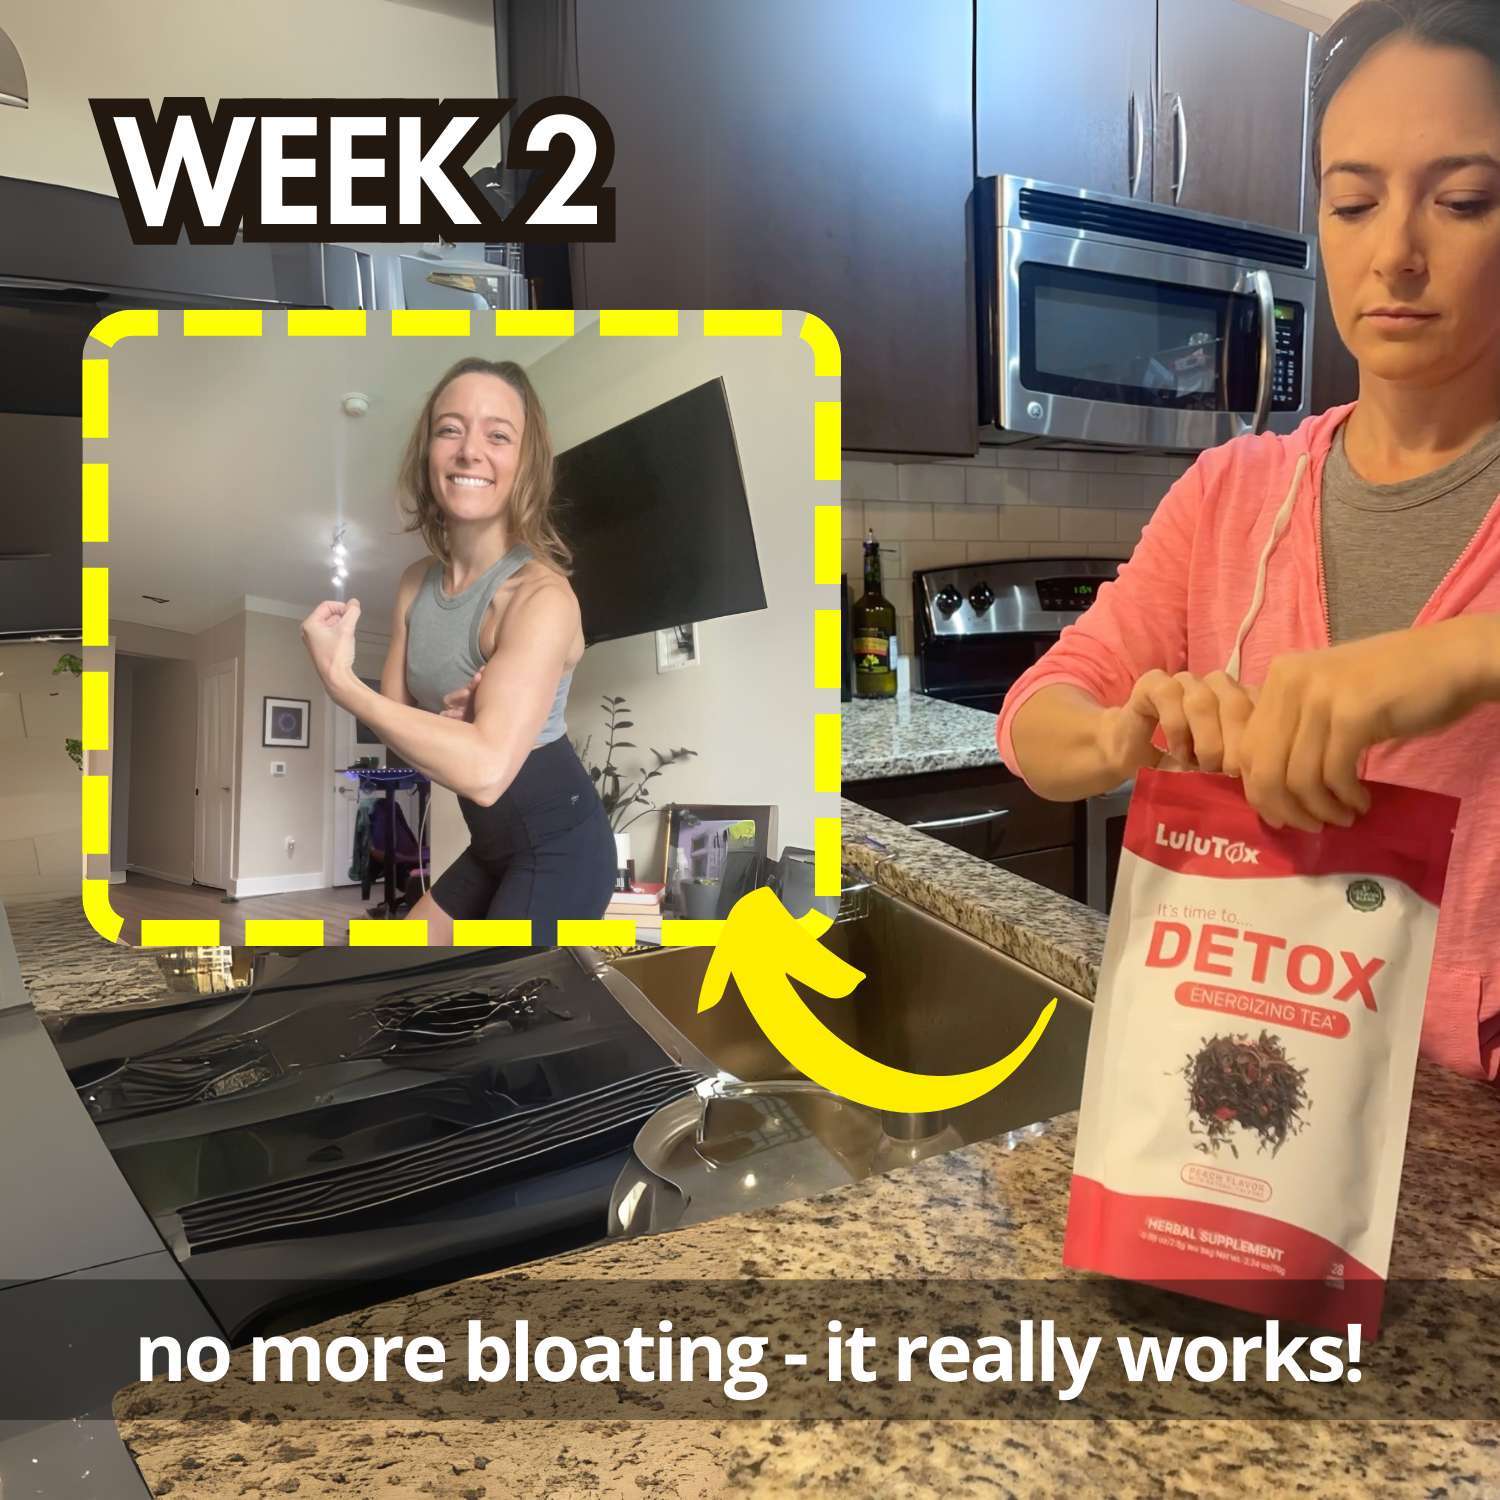 WEEK 2
LuluTox
It's time to....
DETOX
ENERGIZING TEA*
PEACH FLAVOR
HERBAL SUPPLEMENT
28
no more bloating - it really works!